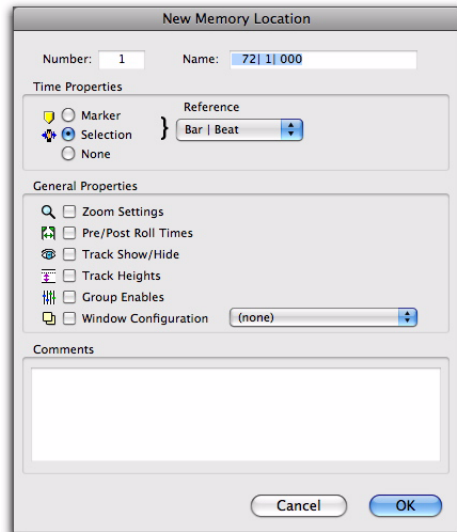 New Memory Location
Number: 1 Name: 72| 1| 000
Time Properties
Marker
Selection
None
Reference
Bar | Beat
General Properties
Zoom Settings
Pre/Post Roll Times
Track Show/Hide
Track Heights
Group Enables
Window Configuration (none)
Comments
Cancel OK